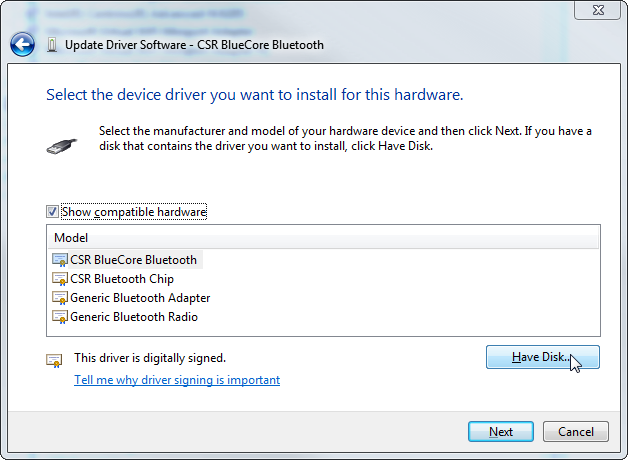 Update Driver Software - CSR BlueCore Bluetooth
Select the device driver you want to install for this hardware.
Select the manufacturer and model of your hardware device and then click Next. If you have a
disk that contains the driver you want to install, click Have Disk.
Show compatible hardware
Model
CSR BlueCore Bluetooth
CSR Bluetooth Chip
Generic Bluetooth Adapter
Generic Bluetooth Radio
This driver is digitally signed.
Have Disk...
Tell me why driver signing is important
Next
Cancel